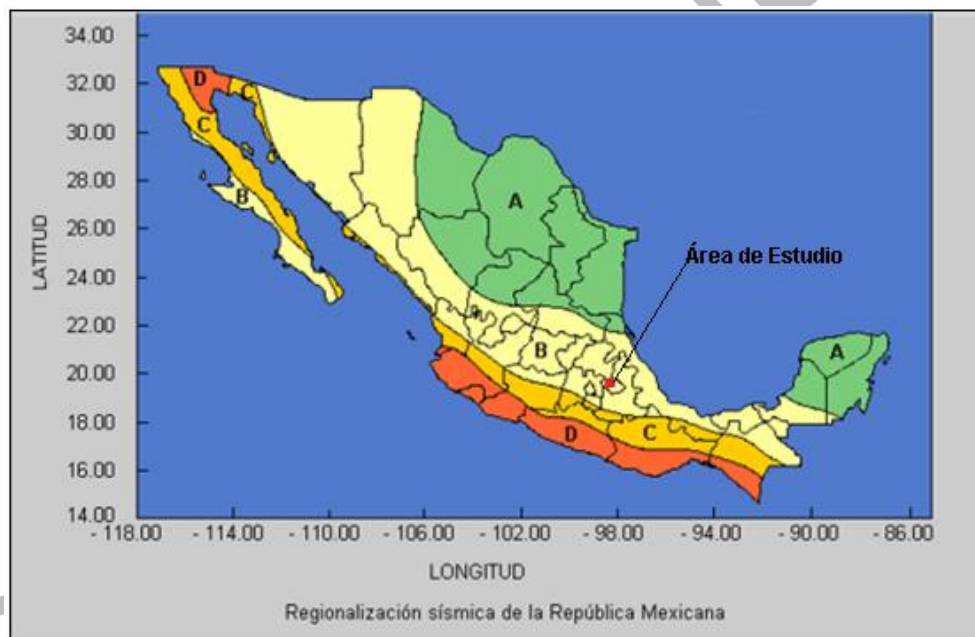 34.00
32.00
30.00
28.00
26.00
24.00
22.00
20.00
18.00
16.00
14.00
LATITUD
D
C
C
B
A
Área de Estudio
B
A
D
C
- 118.00 - 114.00 - 110.00 - 106.00 - 102.00 - 98.00 - 94.00 - 90.00 - 86.00
LONGITUD
Regionalización sísmica de la República Mexicana